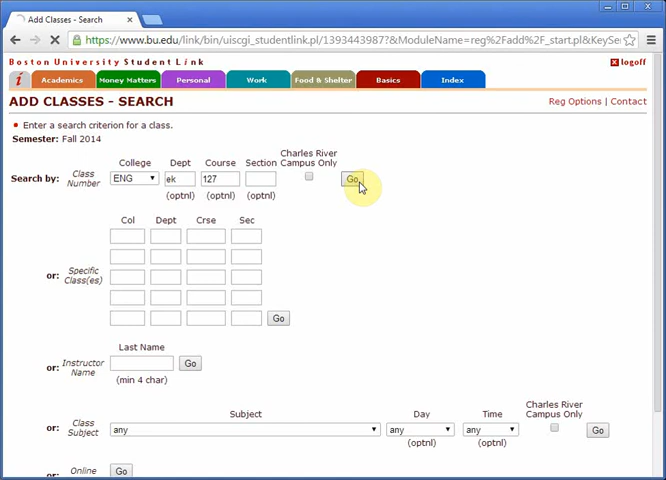 Add Classes - Search
https://www.bu.edu/link/bin/uiscgi_studentlink.pl/1393443987?&ModuleName=reg%2Fadd%2F_start.pl&KeySe
Boston University Student Link
logoff
i Academics Money Matters Personal Work Food & Shelter Basics Index
ADD CLASSES - SEARCH
Reg Options | Contact
Enter a search criterion for a class.
Semester: Fall 2014
College Dept Course Section Charles River Campus Only
Search by: Class Number ENG ek 127 Go
(optnl) (optnl) (optnl)
Col Dept Crse Sec
or: Specific Class(es)
Go
Last Name
or: Instructor Name Go
(min 4 char)
Subject Day Time Charles River Campus Only
or: Class Subject any any any Go
(optnl) (optnl)
or: Online Go